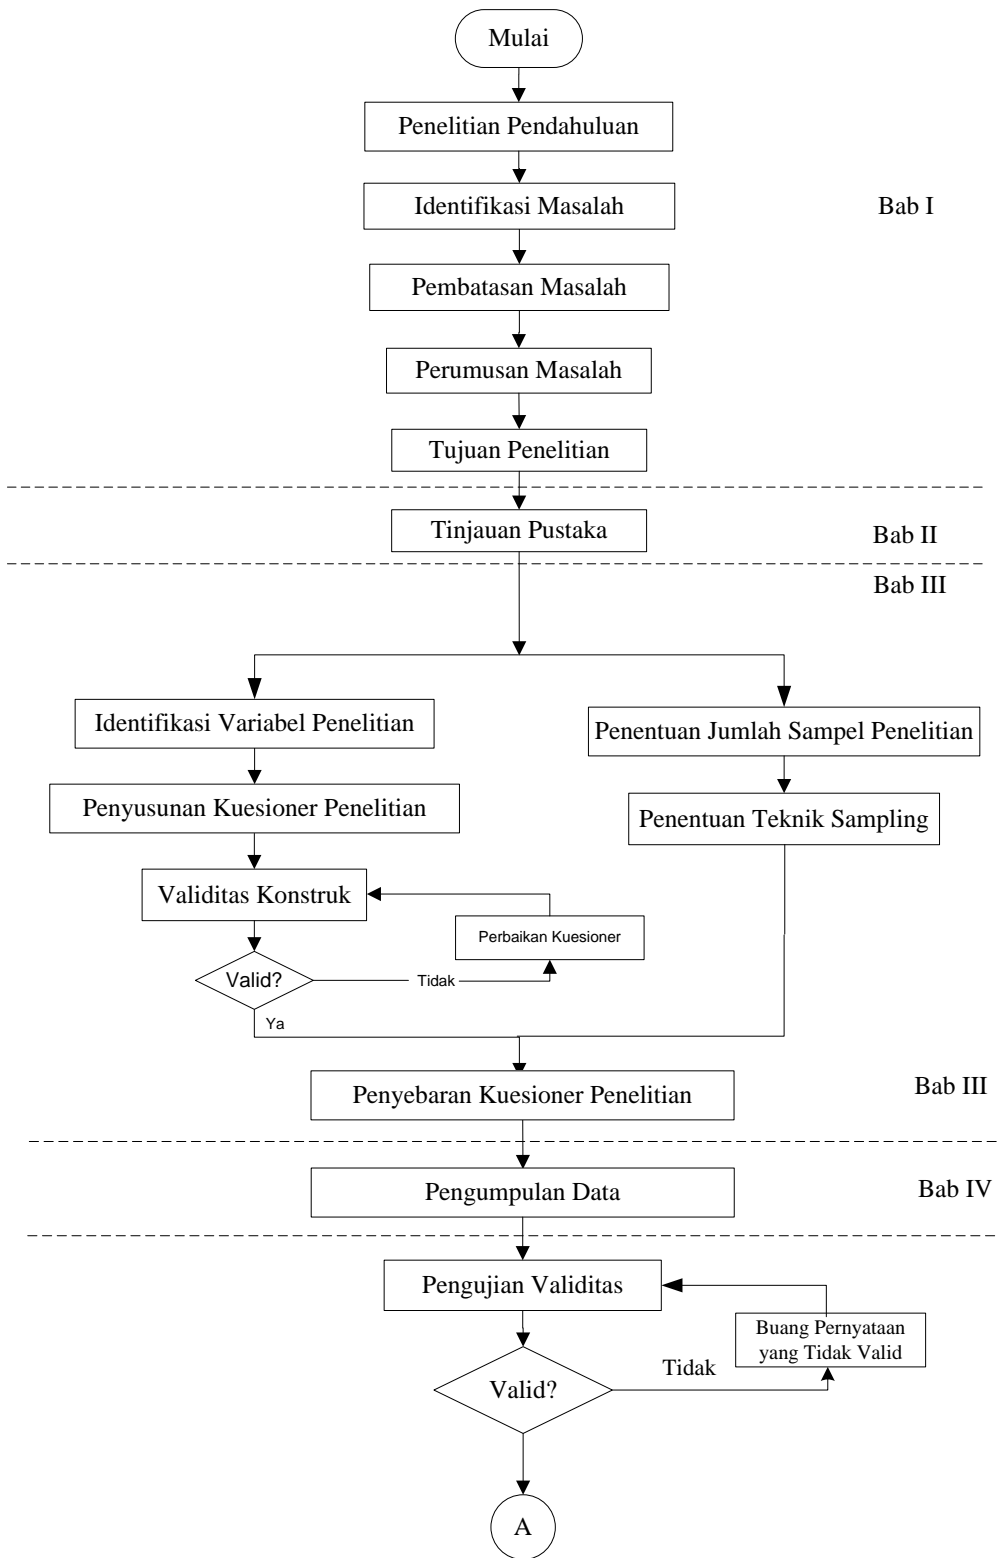 Mulai
Penelitian Pendahuluan
Identifikasi Masalah
Bab I
Pembatasan Masalah
Perumusan Masalah
Tujuan Penelitian
Tinjauan Pustaka
Bab II
Bab III
Identifikasi Variabel Penelitian
Penentuan Jumlah Sampel Penelitian
Penyusunan Kuesioner Penelitian
Penentuan Teknik Sampling
Validitas Konstruk
Perbaikan Kuesioner
Valid?
Tidak
Ya
Penyebaran Kuesioner Penelitian
Bab III
Pengumpulan Data
Bab IV
Pengujian Validitas
Buang Pernyataan
yang Tidak Valid
Tidak
Valid?
A